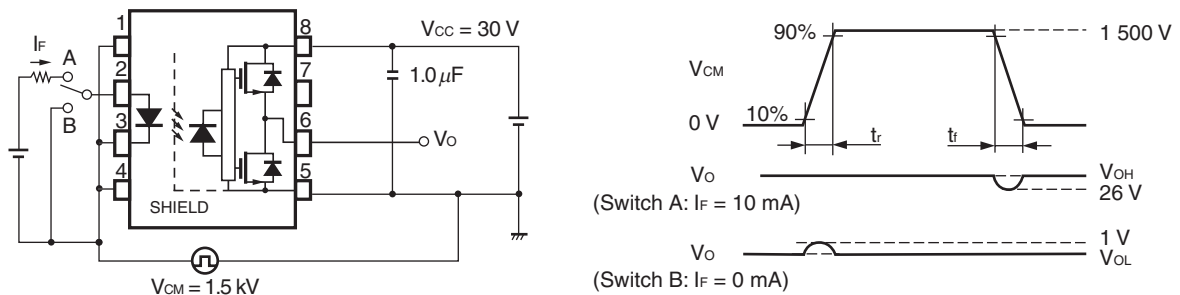 1
8
VCC = 30 V
IF
A
2
7
1.0 μF
B
3
6
VO
4
5
SHIELD
VCM = 1.5 kV
90%
1 500 V
VCM
10%
0 V
tr
tf
VO
VOH
26 V
(Switch A: IF = 10 mA)
1 V
VO
VOL
(Switch B: IF = 0 mA)